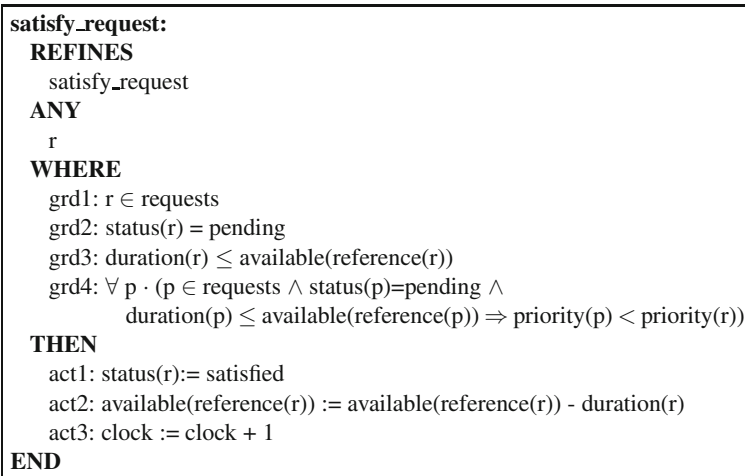 satisfy_request:
REFINES
satisfy_request
ANY
r
WHERE
grd1: r ∈ requests
grd2: status(r) = pending
grd3: duration(r) ≤ available(reference(r))
grd4: ∀ p · (p ∈ requests ∧ status(p)=pending ∧
duration(p) ≤ available(reference(p)) ⇒ priority(p) < priority(r))
THEN
act1: status(r):= satisfied
act2: available(reference(r)) := available(reference(r)) - duration(r)
act3: clock := clock + 1
END